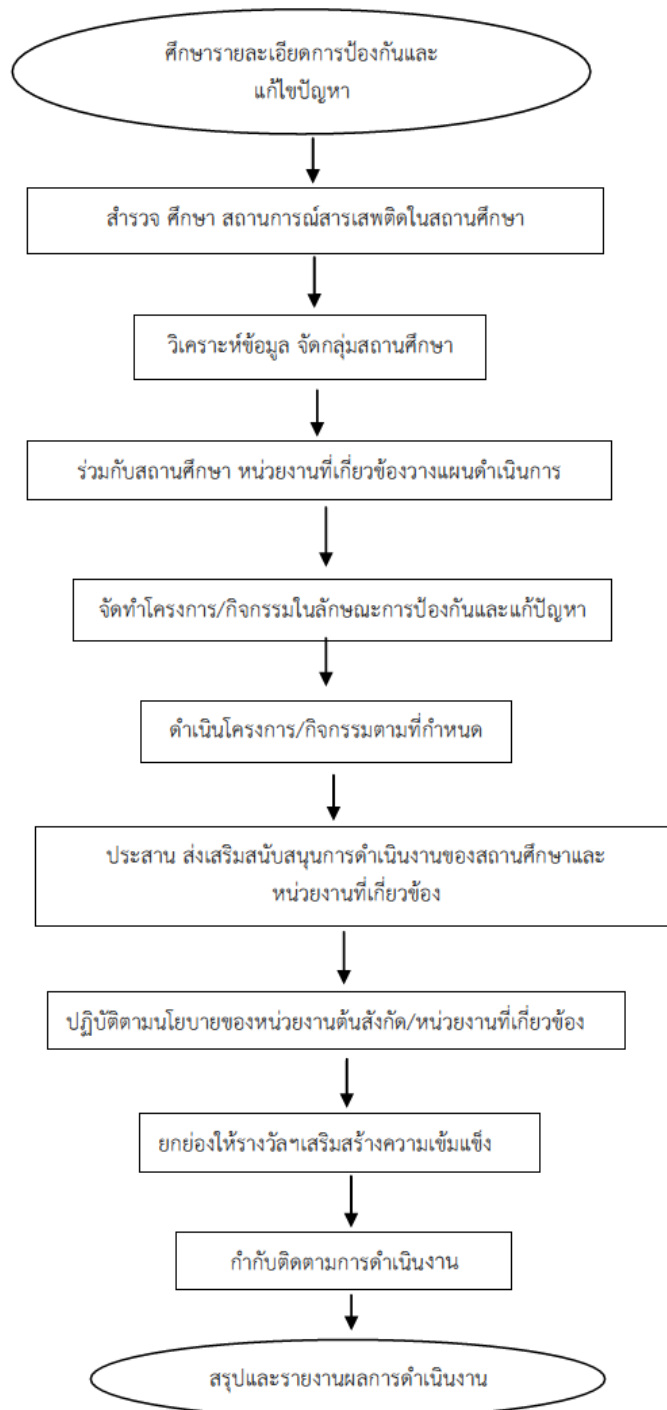 ศึกษารายละเอียดการป้องกันและ
แก้ไขปัญหา
สำรวจ ศึกษา สถานการณ์สารเสพติดในสถานศึกษา
วิเคราะห์ข้อมูล จัดกลุ่มสถานศึกษา
ร่วมกับสถานศึกษา หน่วยงานที่เกี่ยวข้องวางแผนดำเนินการ
จัดทำโครงการ/กิจกรรมในลักษณะการป้องกันและแก้ปัญหา
ดำเนินโครงการ/กิจกรรมตามที่กำหนด
ประสาน ส่งเสริมสนับสนุนการดำเนินงานของสถานศึกษาและ
หน่วยงานที่เกี่ยวข้อง
ปฏิบัติตามนโยบายของหน่วยงานต้นสังกัด/หน่วยงานที่เกี่ยวข้อง
ยกย่องให้รางวัลฯเสริมสร้างความเข้มแข็ง
กำกับติดตามการดำเนินงาน
สรุปและรายงานผลการดำเนินงาน